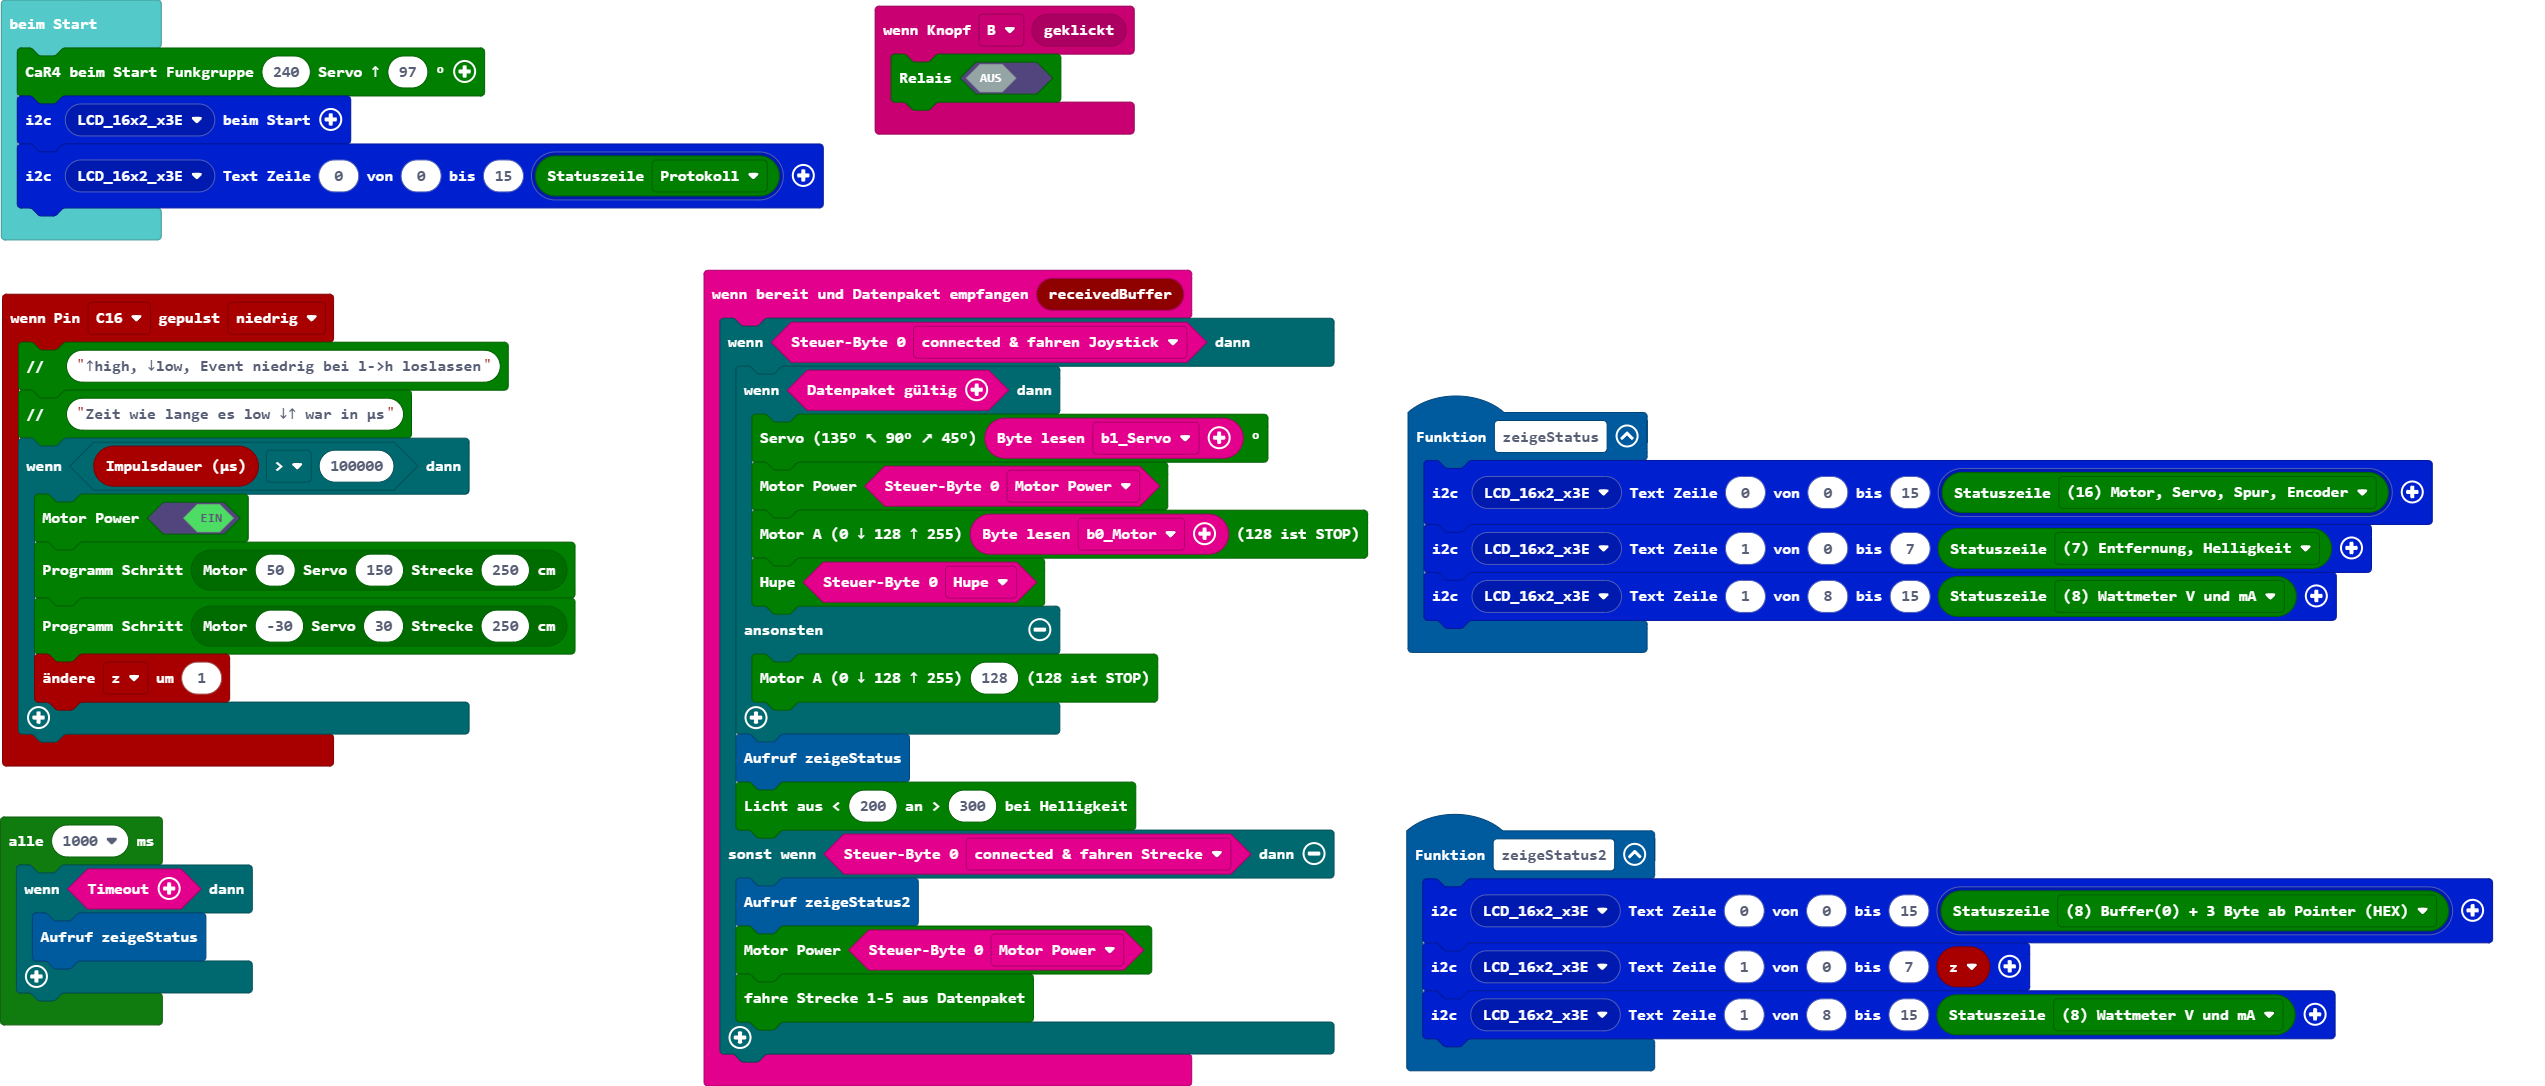 beim Start
CaR4 beim Start Funkgruppe 240 Servo ↑ 97 °
i2c LCD_16x2_x3E beim Start
i2c LCD_16x2_x3E Text Zeile 0 von 0 bis 15 Statuszeile Protokoll
wenn Knopf B geklickt
Relais AUS
wenn Pin C16 gepulst niedrig
// "↑high, ↓low, Event niedrig bei l->h loslassen"
// "Zeit wie lange es low ↓↑ war in µs"
wenn Impulsdauer (µs) > 100000 dann
Motor Power EIN
Programm Schritt Motor 50 Servo 150 Strecke 250 cm
Programm Schritt Motor -30 Servo 30 Strecke 250 cm
ändere z um 1
alle 1000 ms
wenn Timeout dann
Aufruf zeigeStatus
wenn bereit und Datenpaket empfangen receivedBuffer
wenn Steuer-Byte 0 connected & fahren Joystick dann
wenn Datenpaket gültig dann
Servo (135° ↖ 90° ↗ 45°) Byte lesen b1_Servo °
Motor Power Steuer-Byte 0 Motor Power
Motor A (0 ↓ 128 ↑ 255) Byte lesen b0_Motor (128 ist STOP)
Hupe Steuer-Byte 0 Hupe
ansonsten
Motor A (0 ↓ 128 ↑ 255) 128 (128 ist STOP)
Aufruf zeigeStatus
Licht aus < 200 an > 300 bei Helligkeit
sonst wenn Steuer-Byte 0 connected & fahren Strecke dann
Aufruf zeigeStatus2
Motor Power Steuer-Byte 0 Motor Power
fahre Strecke 1-5 aus Datenpaket
Funktion zeigeStatus
i2c LCD_16x2_x3E Text Zeile 0 von 0 bis 15 Statuszeile (16) Motor, Servo, Spur, Encoder
i2c LCD_16x2_x3E Text Zeile 1 von 0 bis 7 Statuszeile (7) Entfernung, Helligkeit
i2c LCD_16x2_x3E Text Zeile 1 von 8 bis 15 Statuszeile (8) Wattmeter V und mA
Funktion zeigeStatus2
i2c LCD_16x2_x3E Text Zeile 0 von 0 bis 15 Statuszeile (8) Buffer(0) + 3 Byte ab Pointer (HEX)
i2c LCD_16x2_x3E Text Zeile 1 von 0 bis 7 z
i2c LCD_16x2_x3E Text Zeile 1 von 8 bis 15 Statuszeile (8) Wattmeter V und mA